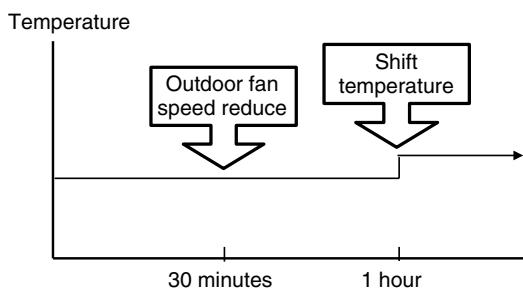 Temperature
Outdoor fan
speed reduce
Shift
temperature
30 minutes
1 hour